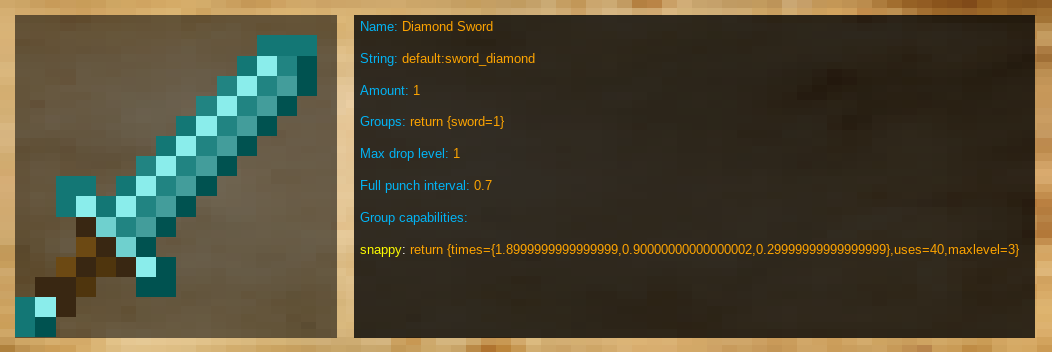 Name: Diamond Sword
String: default:sword_diamond
Amount: 1
Groups: return {sword=1}
Max drop level: 1
Full punch interval: 0.7
Group capabilities:
snappy: return {times={1.8999999999999999,0.90000000000000002,0.29999999999999999},uses=40,maxlevel=3}